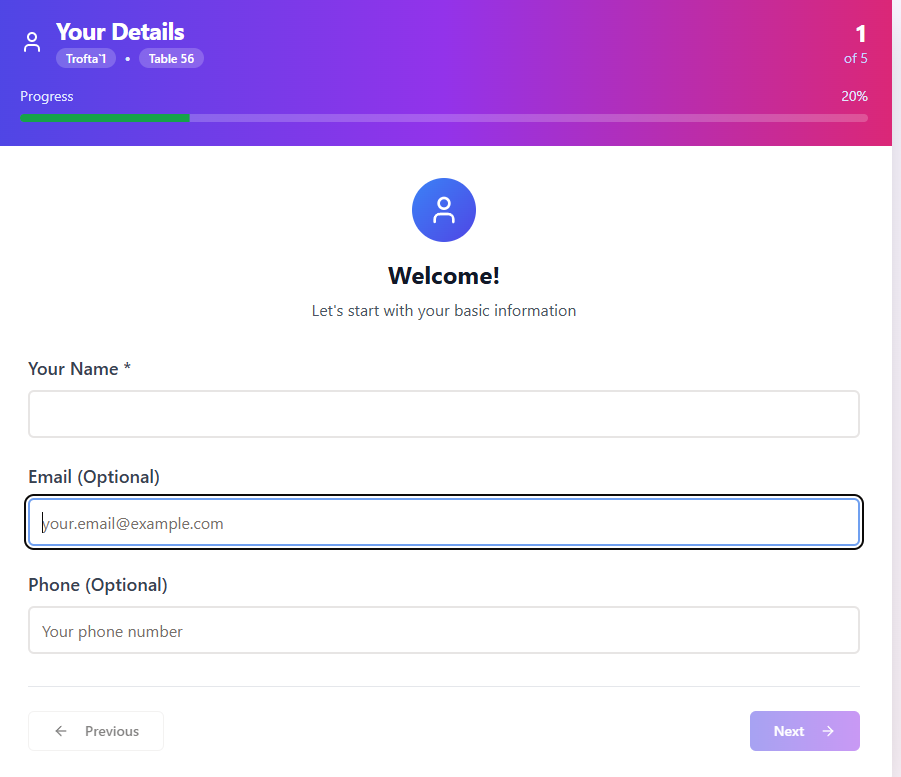 Your Details
Trofta'1 • Table 56
1
of 5
Progress
20%
Welcome!
Let's start with your basic information
Your Name *
Email (Optional)
your.email@example.com
Phone (Optional)
Your phone number
← Previous
Next →